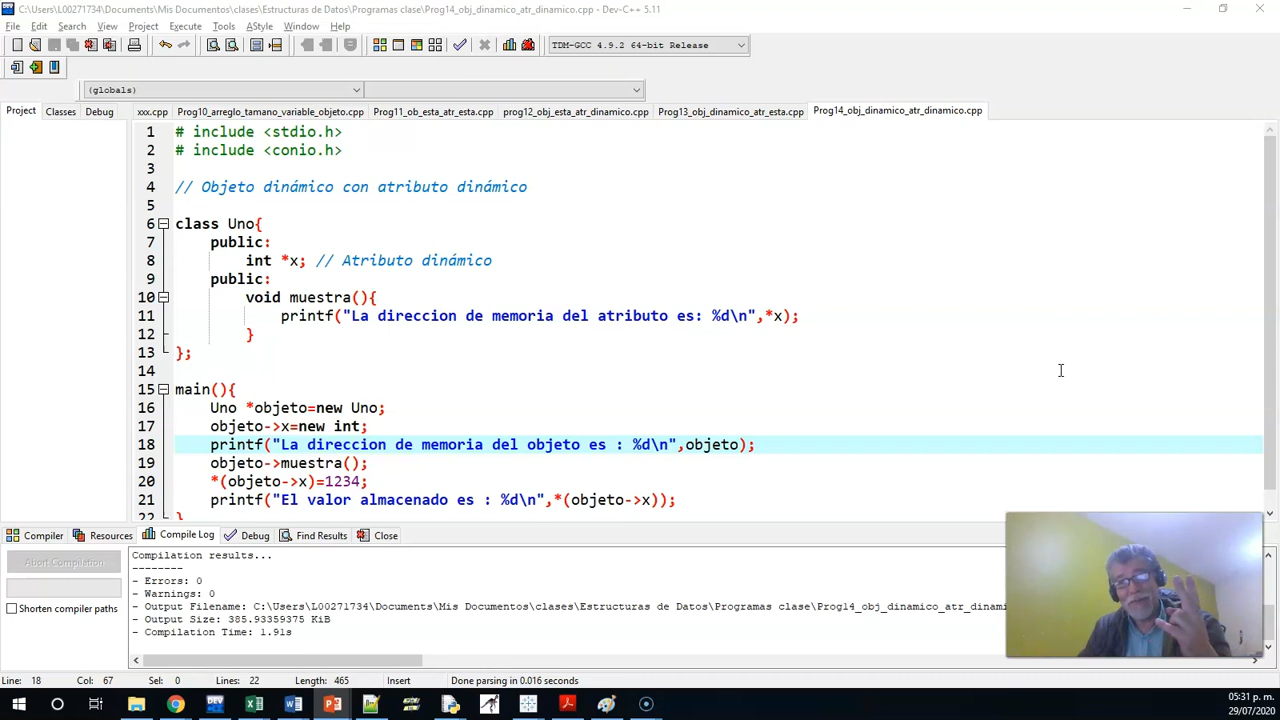 C:\Users\L00271734\Documents\Mis Documentos\clases\Estructuras de Datos\Programas clase\Prog14_obj_dinamico_atr_dinamico.cpp - Dev-C++ 5.11
File Edit Search View Project Execute Tools AStyle Window Help
TDM-GCC 4.9.2 64-bit Release
(globals)
Project Classes Debug xxx.cpp Prog10_arreglo_tamano_variable_objeto.cpp Prog11_ob_esta_atr_esta.cpp prog12_obj_esta_atr_dinamico.cpp Prog13_obj_dinamico_atr_esta.cpp Prog14_obj_dinamico_atr_dinamico.cpp
1 # include <stdio.h>
2 # include <conio.h>
3
4 // Objeto dinámico con atributo dinámico
5
6 class Uno{
7 public:
8 int *x; // Atributo dinámico
9 public:
10 void muestra(){
11 printf("La direccion de memoria del atributo es: %d\n",*x);
12 }
13 };
14
15 main(){
16 Uno *objeto=new Uno;
17 objeto->x=new int;
18 printf("La direccion de memoria del objeto es : %d\n",objeto);
19 objeto->muestra();
20 *(objeto->x)=1234;
21 printf("El valor almacenado es : %d\n",*(objeto->x));
22 }
Compiler Resources Compile Log Debug Find Results Close
Abort Compilation
Shorten compiler paths
Compilation results...
--------
- Errors: 0
- Warnings: 0
- Output Filename: C:\Users\L00271734\Documents\Mis Documentos\clases\Estructuras de Datos\Programas clase\Prog14_obj_dinamico_atr_dinami
- Output Size: 385.93359375 KiB
- Compilation Time: 1.91s
Line: 18 Col: 67 Sel: 0 Lines: 22 Length: 465 Insert Done parsing in 0.016 seconds
05:31 p. m.
29/07/2020